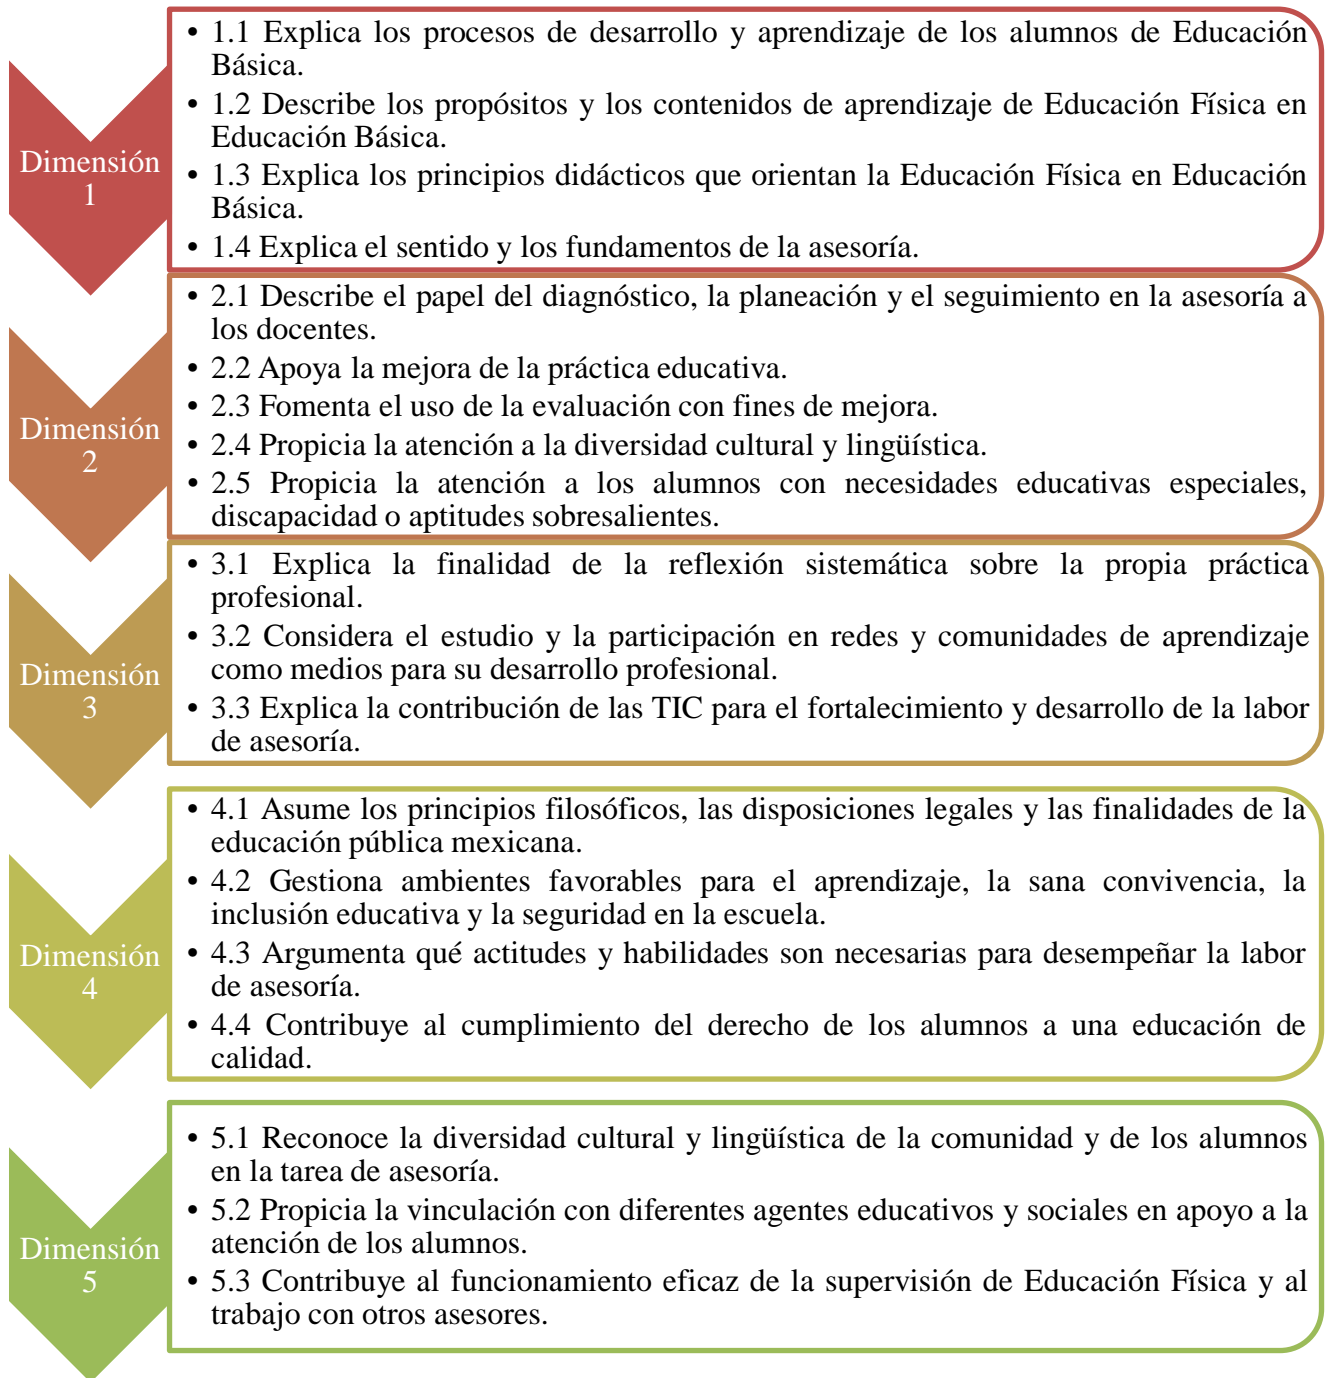 Dimensión
1
• 1.1 Explica los procesos de desarrollo y aprendizaje de los alumnos de Educación
Básica.
• 1.2 Describe los propósitos y los contenidos de aprendizaje de Educación Física en
Educación Básica.
• 1.3 Explica los principios didácticos que orientan la Educación Física en Educación
Básica.
• 1.4 Explica el sentido y los fundamentos de la asesoría.
Dimensión
2
• 2.1 Describe el papel del diagnóstico, la planeación y el seguimiento en la asesoría a
los docentes.
• 2.2 Apoya la mejora de la práctica educativa.
• 2.3 Fomenta el uso de la evaluación con fines de mejora.
• 2.4 Propicia la atención a la diversidad cultural y lingüística.
• 2.5 Propicia la atención a los alumnos con necesidades educativas especiales,
discapacidad o aptitudes sobresalientes.
Dimensión
3
• 3.1 Explica la finalidad de la reflexión sistemática sobre la propia práctica
profesional.
• 3.2 Considera el estudio y la participación en redes y comunidades de aprendizaje
como medios para su desarrollo profesional.
• 3.3 Explica la contribución de las TIC para el fortalecimiento y desarrollo de la labor
de asesoría.
Dimensión
4
• 4.1 Asume los principios filosóficos, las disposiciones legales y las finalidades de la
educación pública mexicana.
• 4.2 Gestiona ambientes favorables para el aprendizaje, la sana convivencia, la
inclusión educativa y la seguridad en la escuela.
• 4.3 Argumenta qué actitudes y habilidades son necesarias para desempeñar la labor
de asesoría.
• 4.4 Contribuye al cumplimiento del derecho de los alumnos a una educación de
calidad.
Dimensión
5
• 5.1 Reconoce la diversidad cultural y lingüística de la comunidad y de los alumnos
en la tarea de asesoría.
• 5.2 Propicia la vinculación con diferentes agentes educativos y sociales en apoyo a la
atención de los alumnos.
• 5.3 Contribuye al funcionamiento eficaz de la supervisión de Educación Física y al
trabajo con otros asesores.